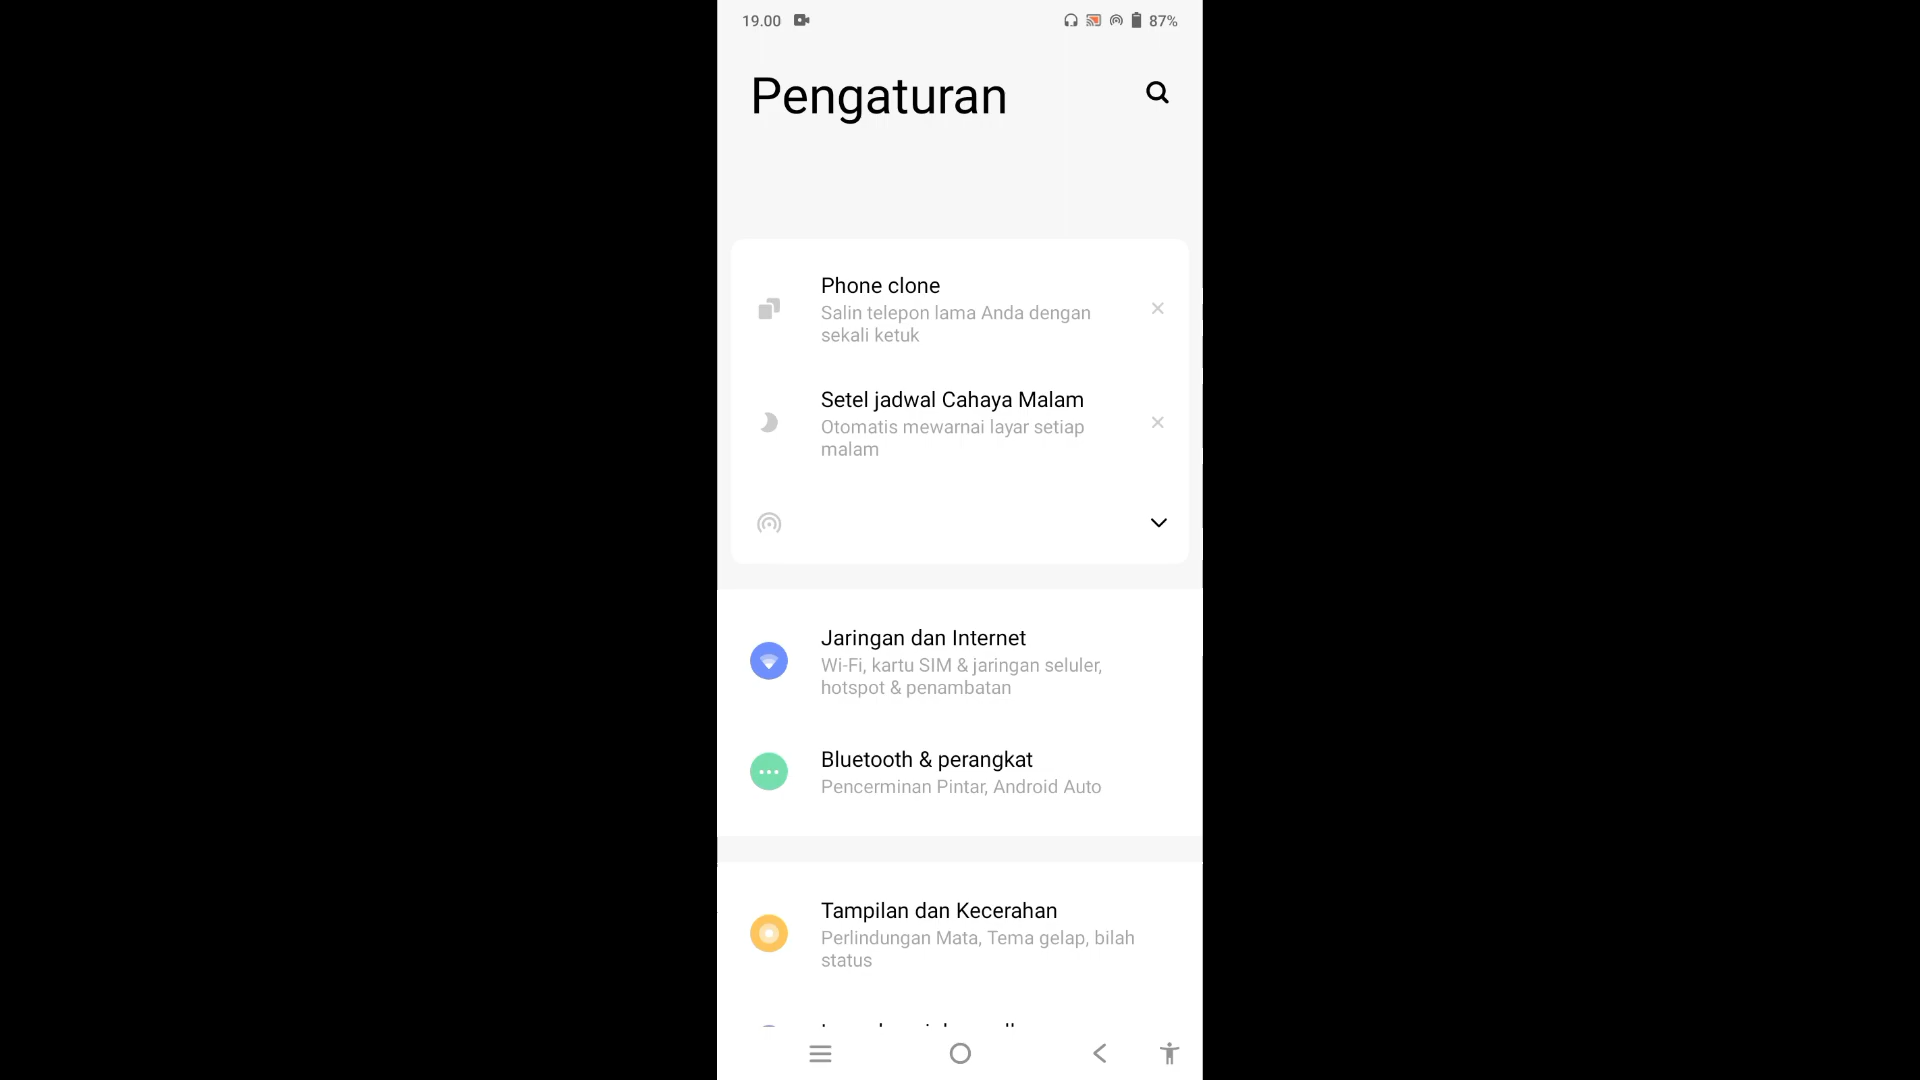 19.00
87%
Pengaturan
Phone clone
Salin telepon lama Anda dengan
sekali ketuk
Setel jadwal Cahaya Malam
Otomatis mewarnai layar setiap
malam
Jaringan dan Internet
Wi-Fi, kartu SIM & jaringan seluler,
hotspot & penambatan
Bluetooth & perangkat
Pencerminan Pintar, Android Auto
Tampilan dan Kecerahan
Perlindungan Mata, Tema gelap, bilah
status